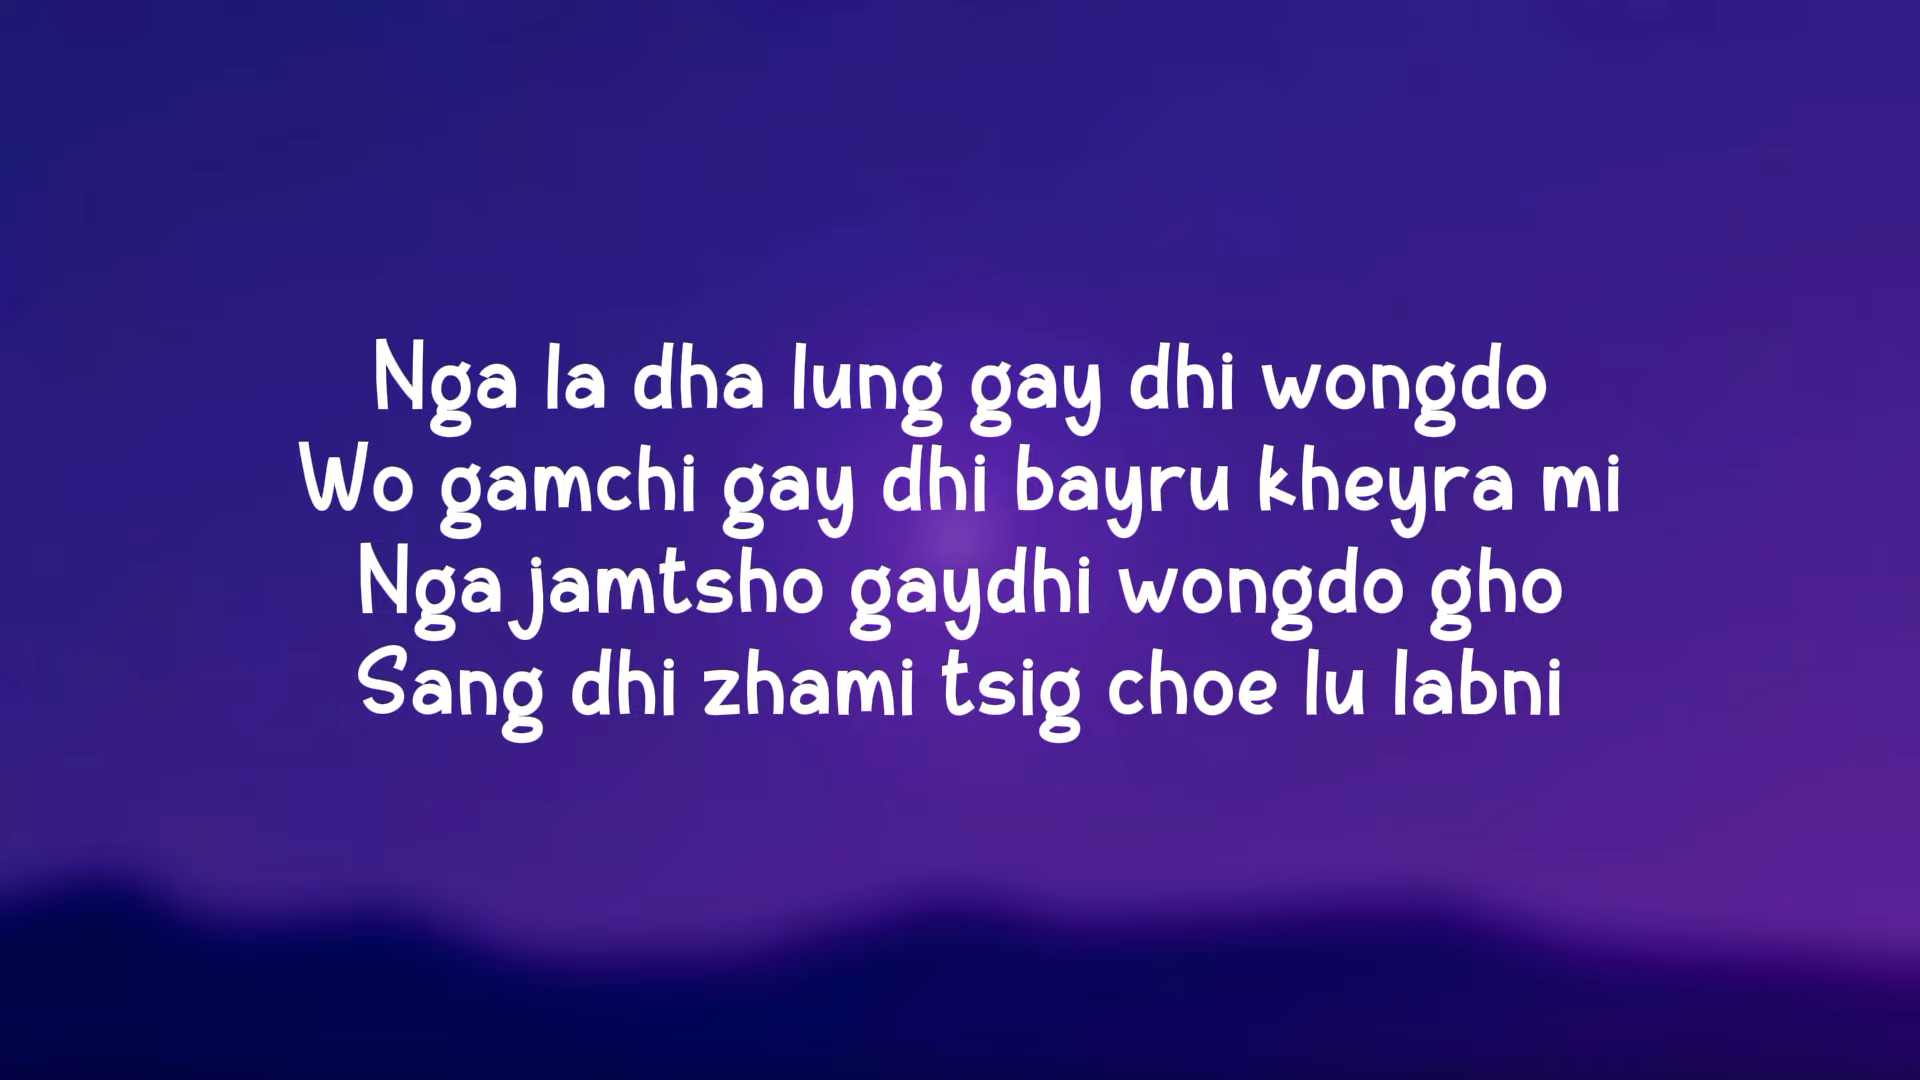 Nga la dha lung gay dhi wongdo
Wo gamchi gay dhi bayru kheyra mi
Nga jamtsho gaydhi wongdo gho
Sang dhi zhami tsig choe lu labni